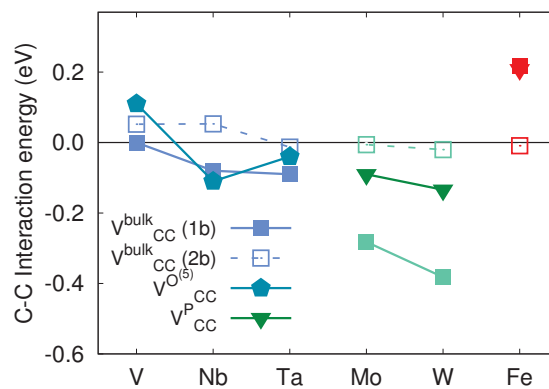 C-C Interaction energy (eV)
0.2
0.0
-0.2
-0.4
-0.6
V^bulk_CC (1b)
V^bulk_CC (2b)
V^O(5)_CC
V^P_CC
V Nb Ta Mo W Fe